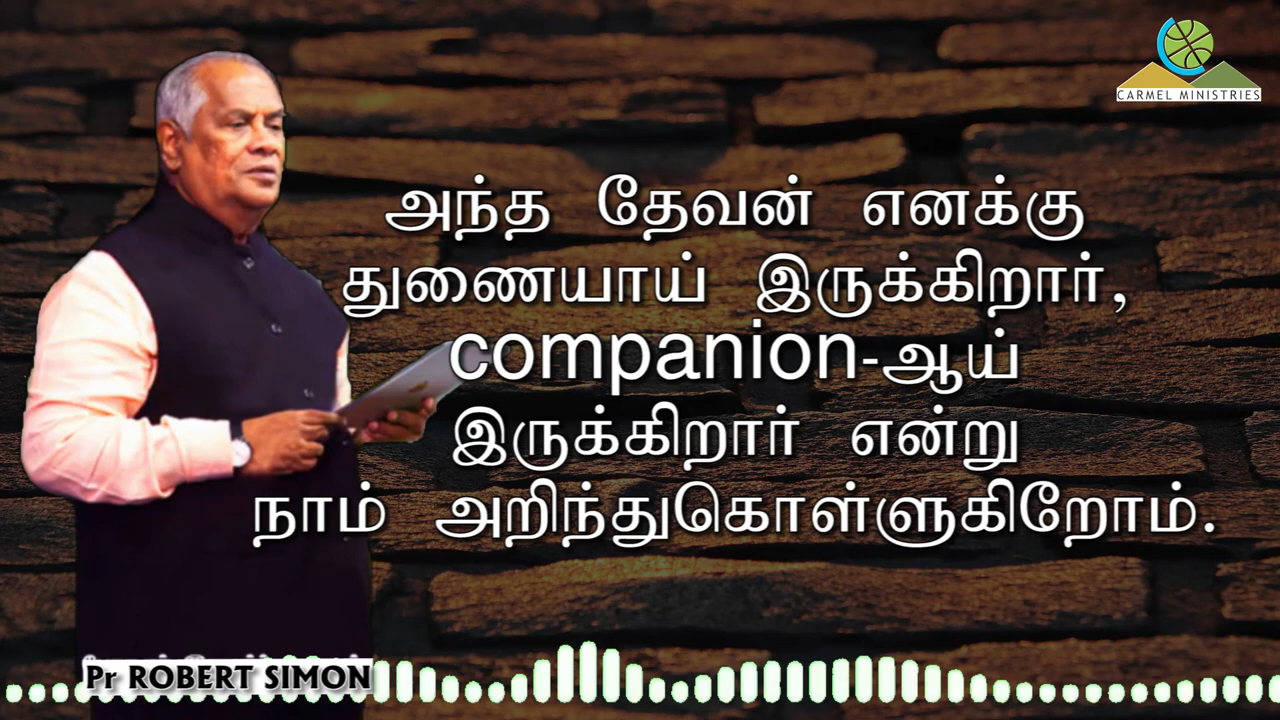 CARMEL MINISTRIES
அந்த தேவன் எனக்கு
துணையாய் இருக்கிறார்,
companion-ஆய்
இருக்கிறார் என்று
நாம் அறிந்துகொள்ளுகிறோம்.
Pr ROBERT SIMON